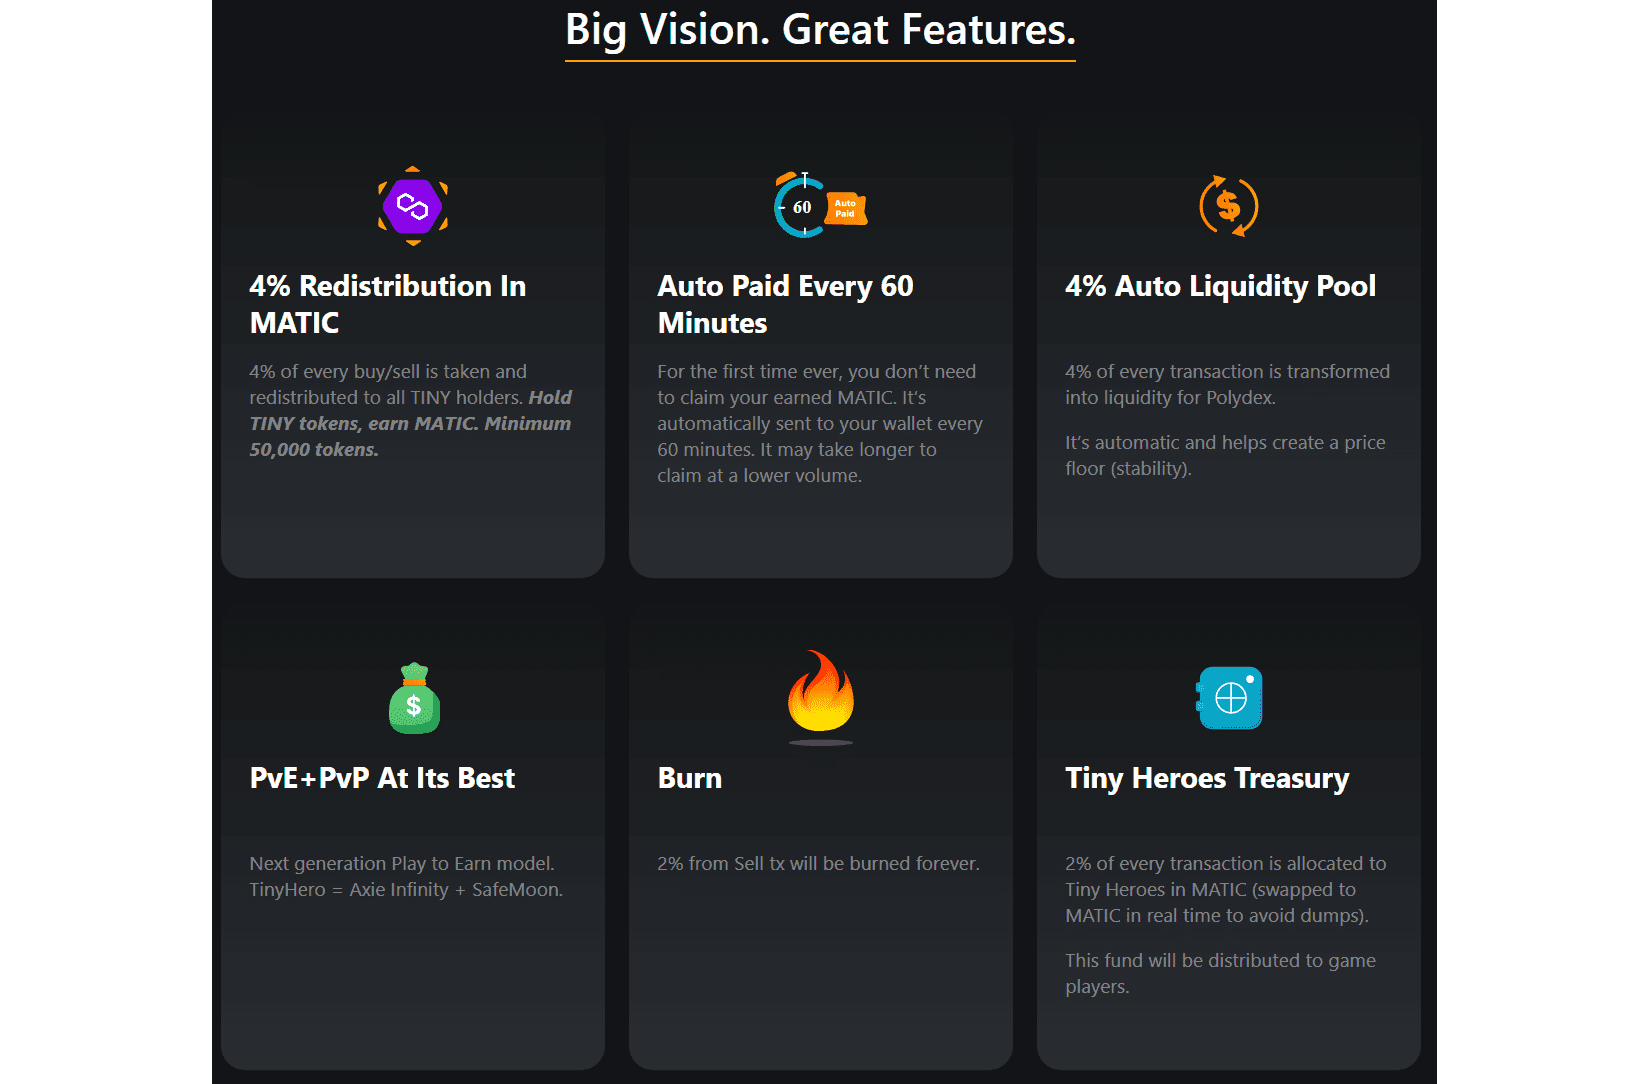 Big Vision. Great Features.
60
Auto
Paid
$
4% Redistribution In
MATIC
4% of every buy/sell is taken and
redistributed to all TINY holders. Hold
TINY tokens, earn MATIC. Minimum
50,000 tokens.
Auto Paid Every 60
Minutes
For the first time ever, you don’t need
to claim your earned MATIC. It’s
automatically sent to your wallet every
60 minutes. It may take longer to
claim at a lower volume.
4% Auto Liquidity Pool
4% of every transaction is transformed
into liquidity for Polydex.
It’s automatic and helps create a price
floor (stability).
$
PvE+PvP At Its Best
Next generation Play to Earn model.
TinyHero = Axie Infinity + SafeMoon.
Burn
2% from Sell tx will be burned forever.
Tiny Heroes Treasury
2% of every transaction is allocated to
Tiny Heroes in MATIC (swapped to
MATIC in real time to avoid dumps).
This fund will be distributed to game
players.